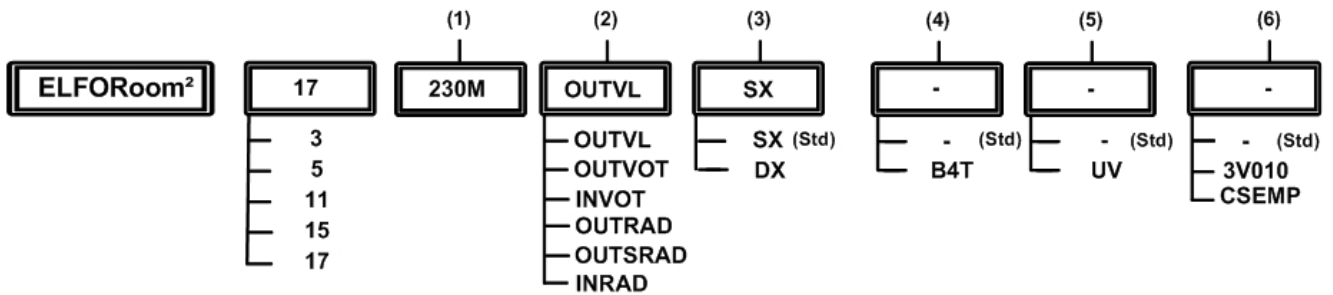 (1) (2) (3) (4) (5) (6)
ELFORoom² 17 230M OUTVL SX - - -
3 OUTVL SX (Std) - (Std) - (Std) - (Std)
5 OUTVOT DX B4T UV 3V010
11 INVOT CSEMP
15 OUTRAD
17 OUTSRAD
INRAD